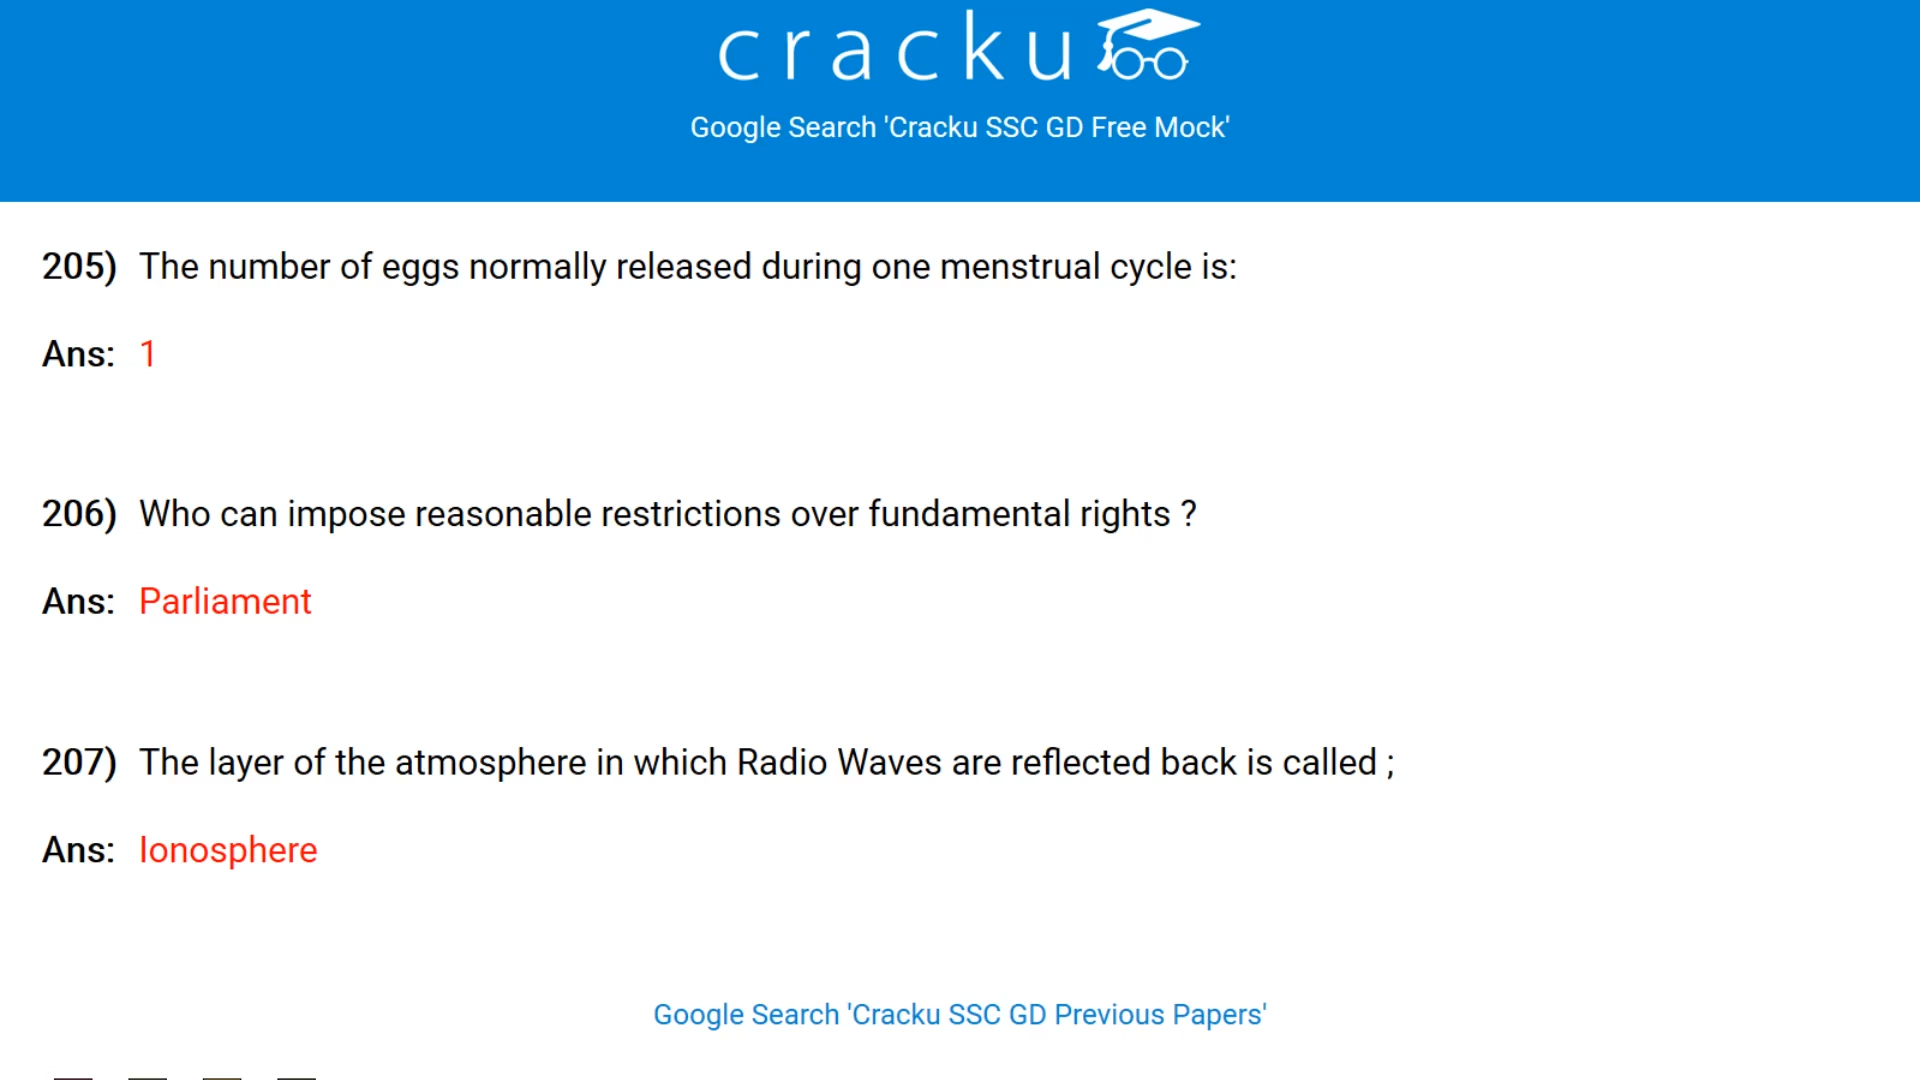 cracku
Google Search 'Cracku SSC GD Free Mock'
205) The number of eggs normally released during one menstrual cycle is:
Ans: 1
206) Who can impose reasonable restrictions over fundamental rights ?
Ans: Parliament
207) The layer of the atmosphere in which Radio Waves are reflected back is called ;
Ans: Ionosphere
Google Search 'Cracku SSC GD Previous Papers'